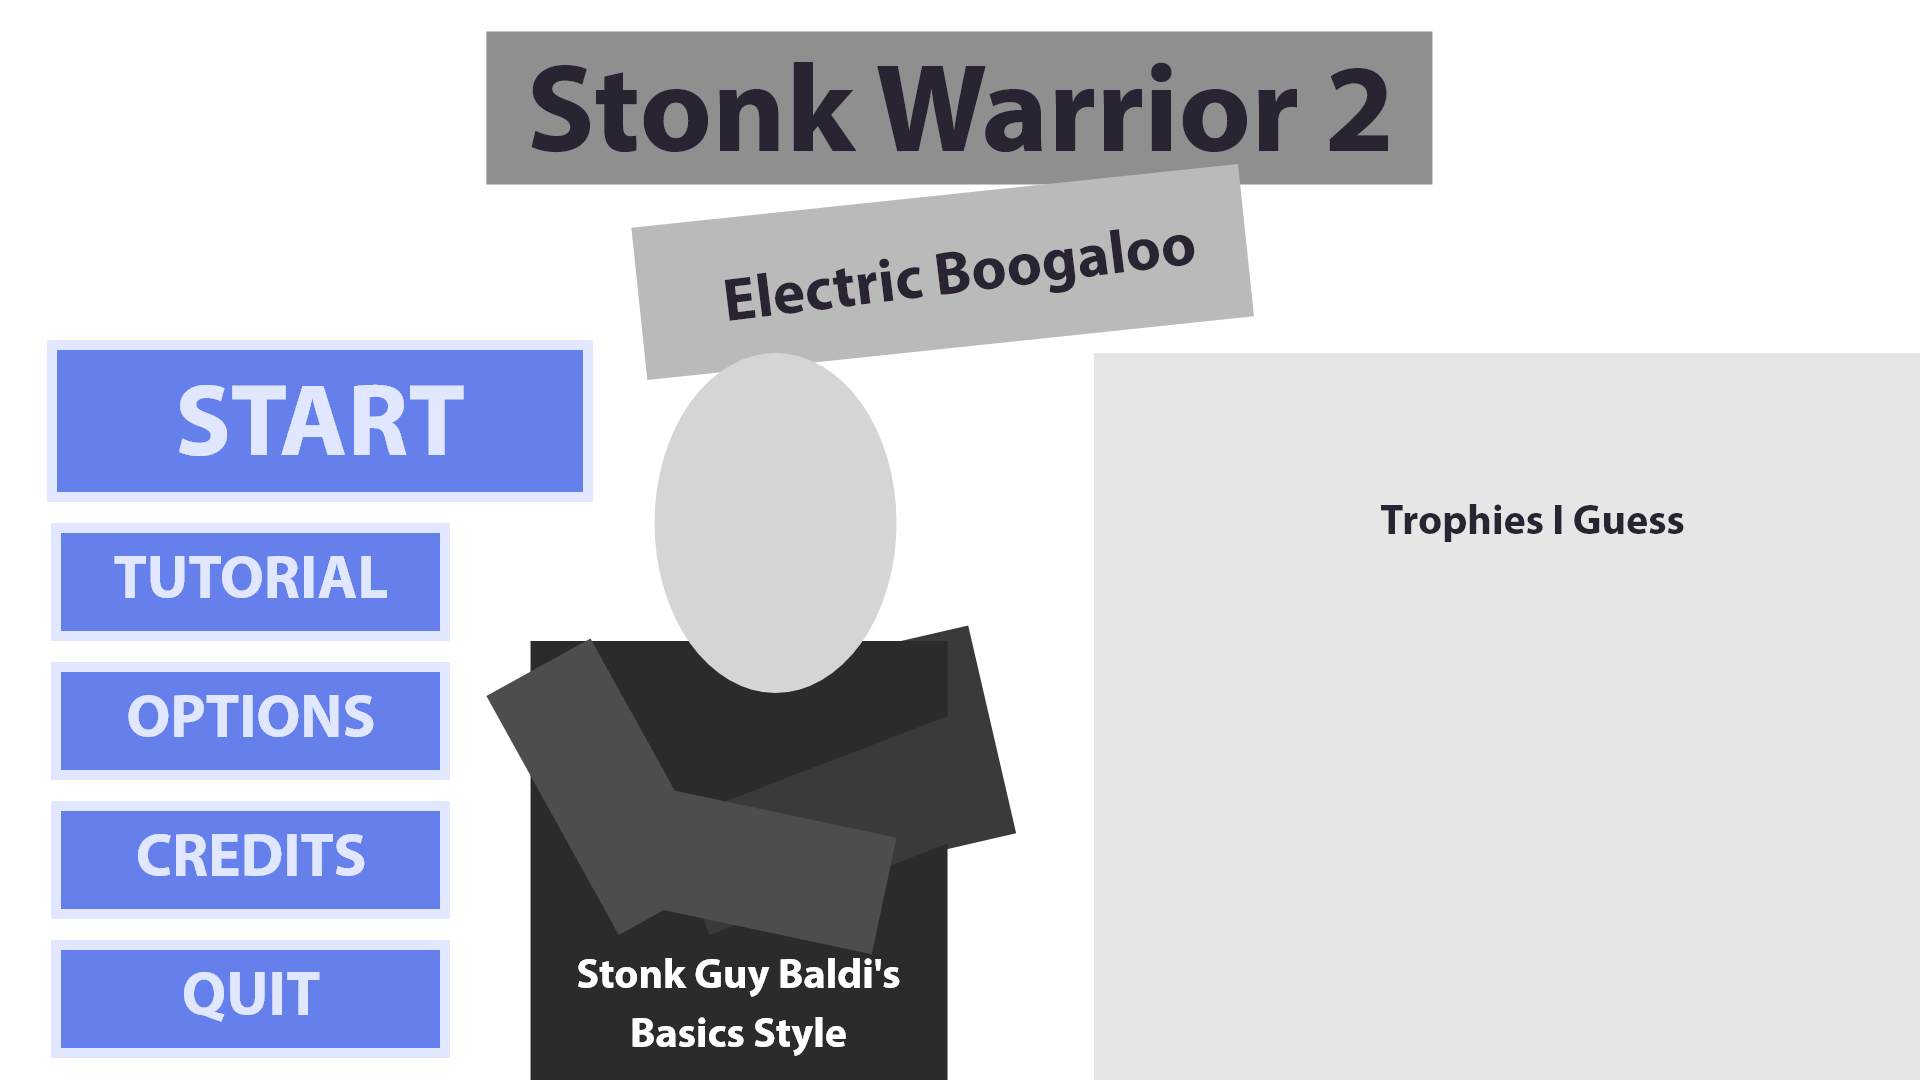 Stonk Warrior 2
Electric Boogaloo
START
TUTORIAL
OPTIONS
CREDITS
QUIT
Stonk Guy Baldi's
Basics Style
Trophies I Guess